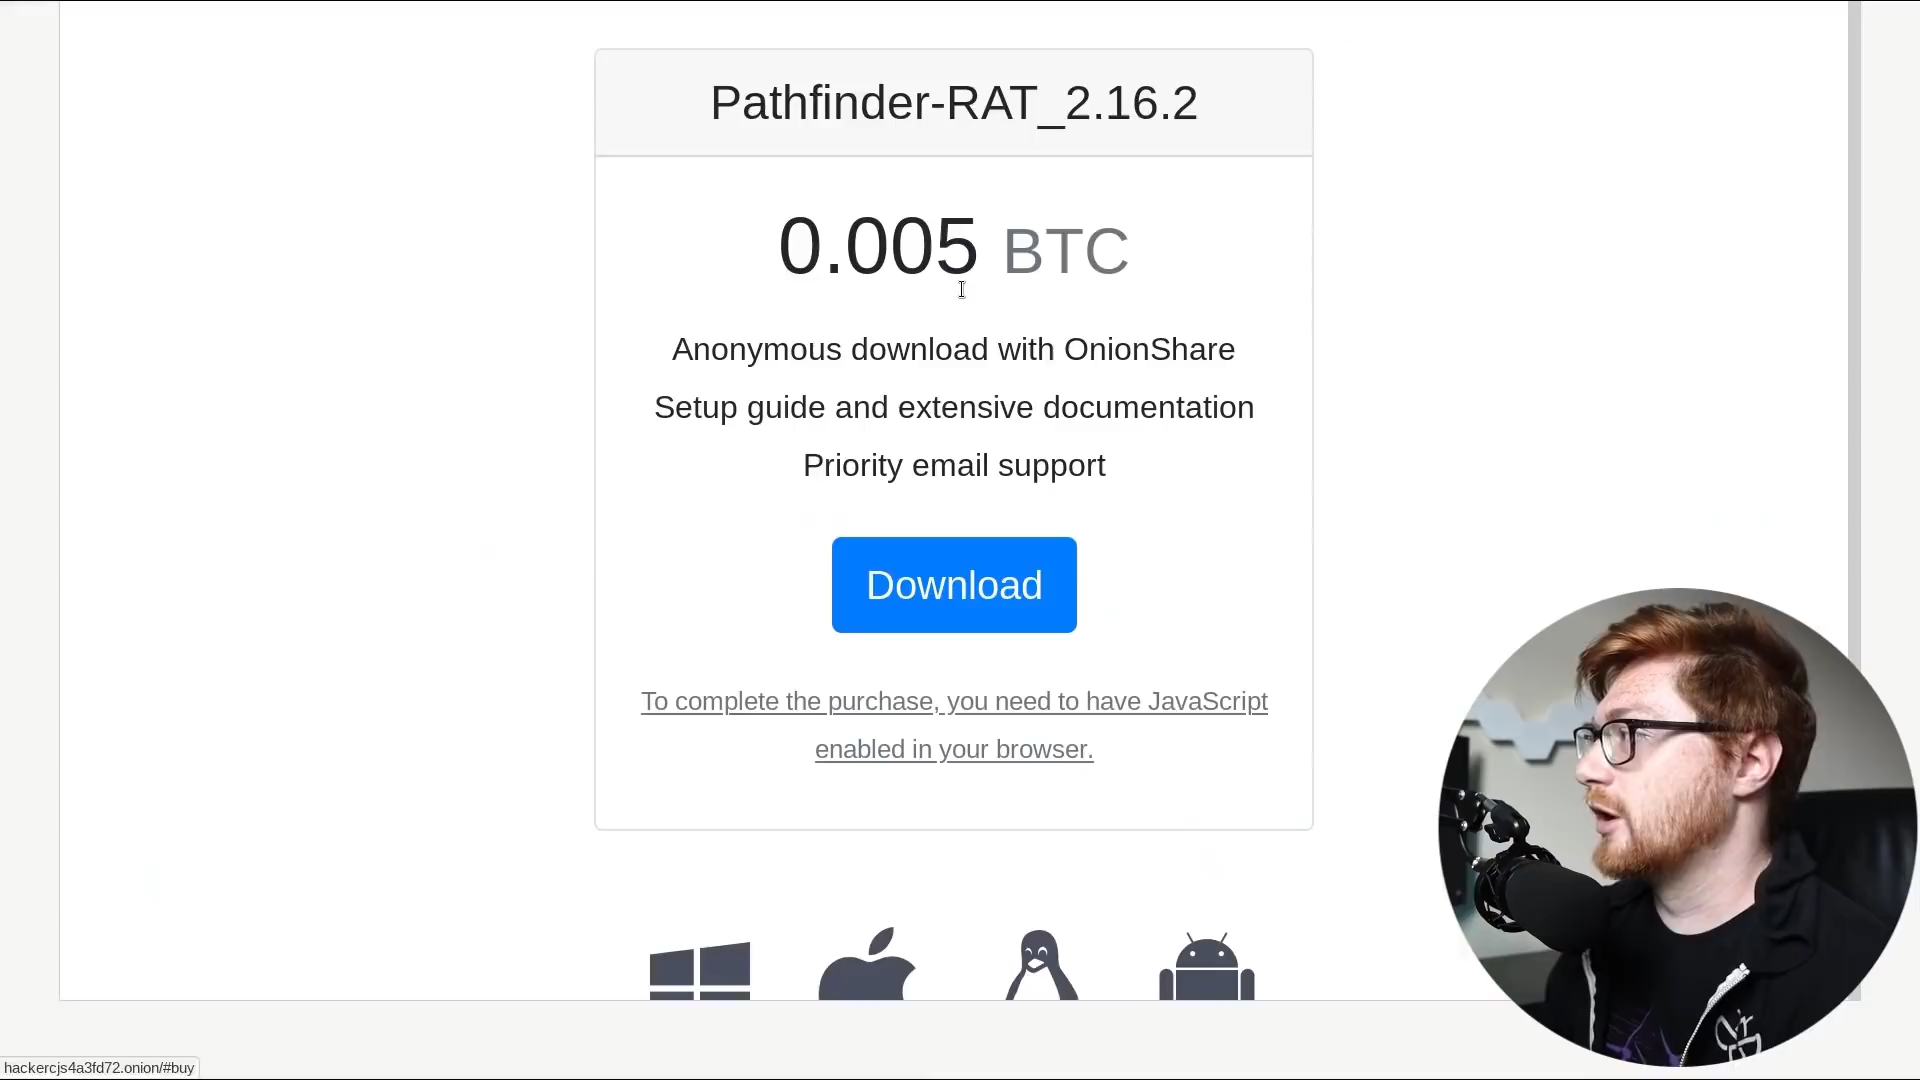 Pathfinder-RAT_2.16.2
0.005 BTC
Anonymous download with OnionShare
Setup guide and extensive documentation
Priority email support
Download
To complete the purchase, you need to have JavaScript
enabled in your browser.
hackercjs4a3fd72.onion/#buy